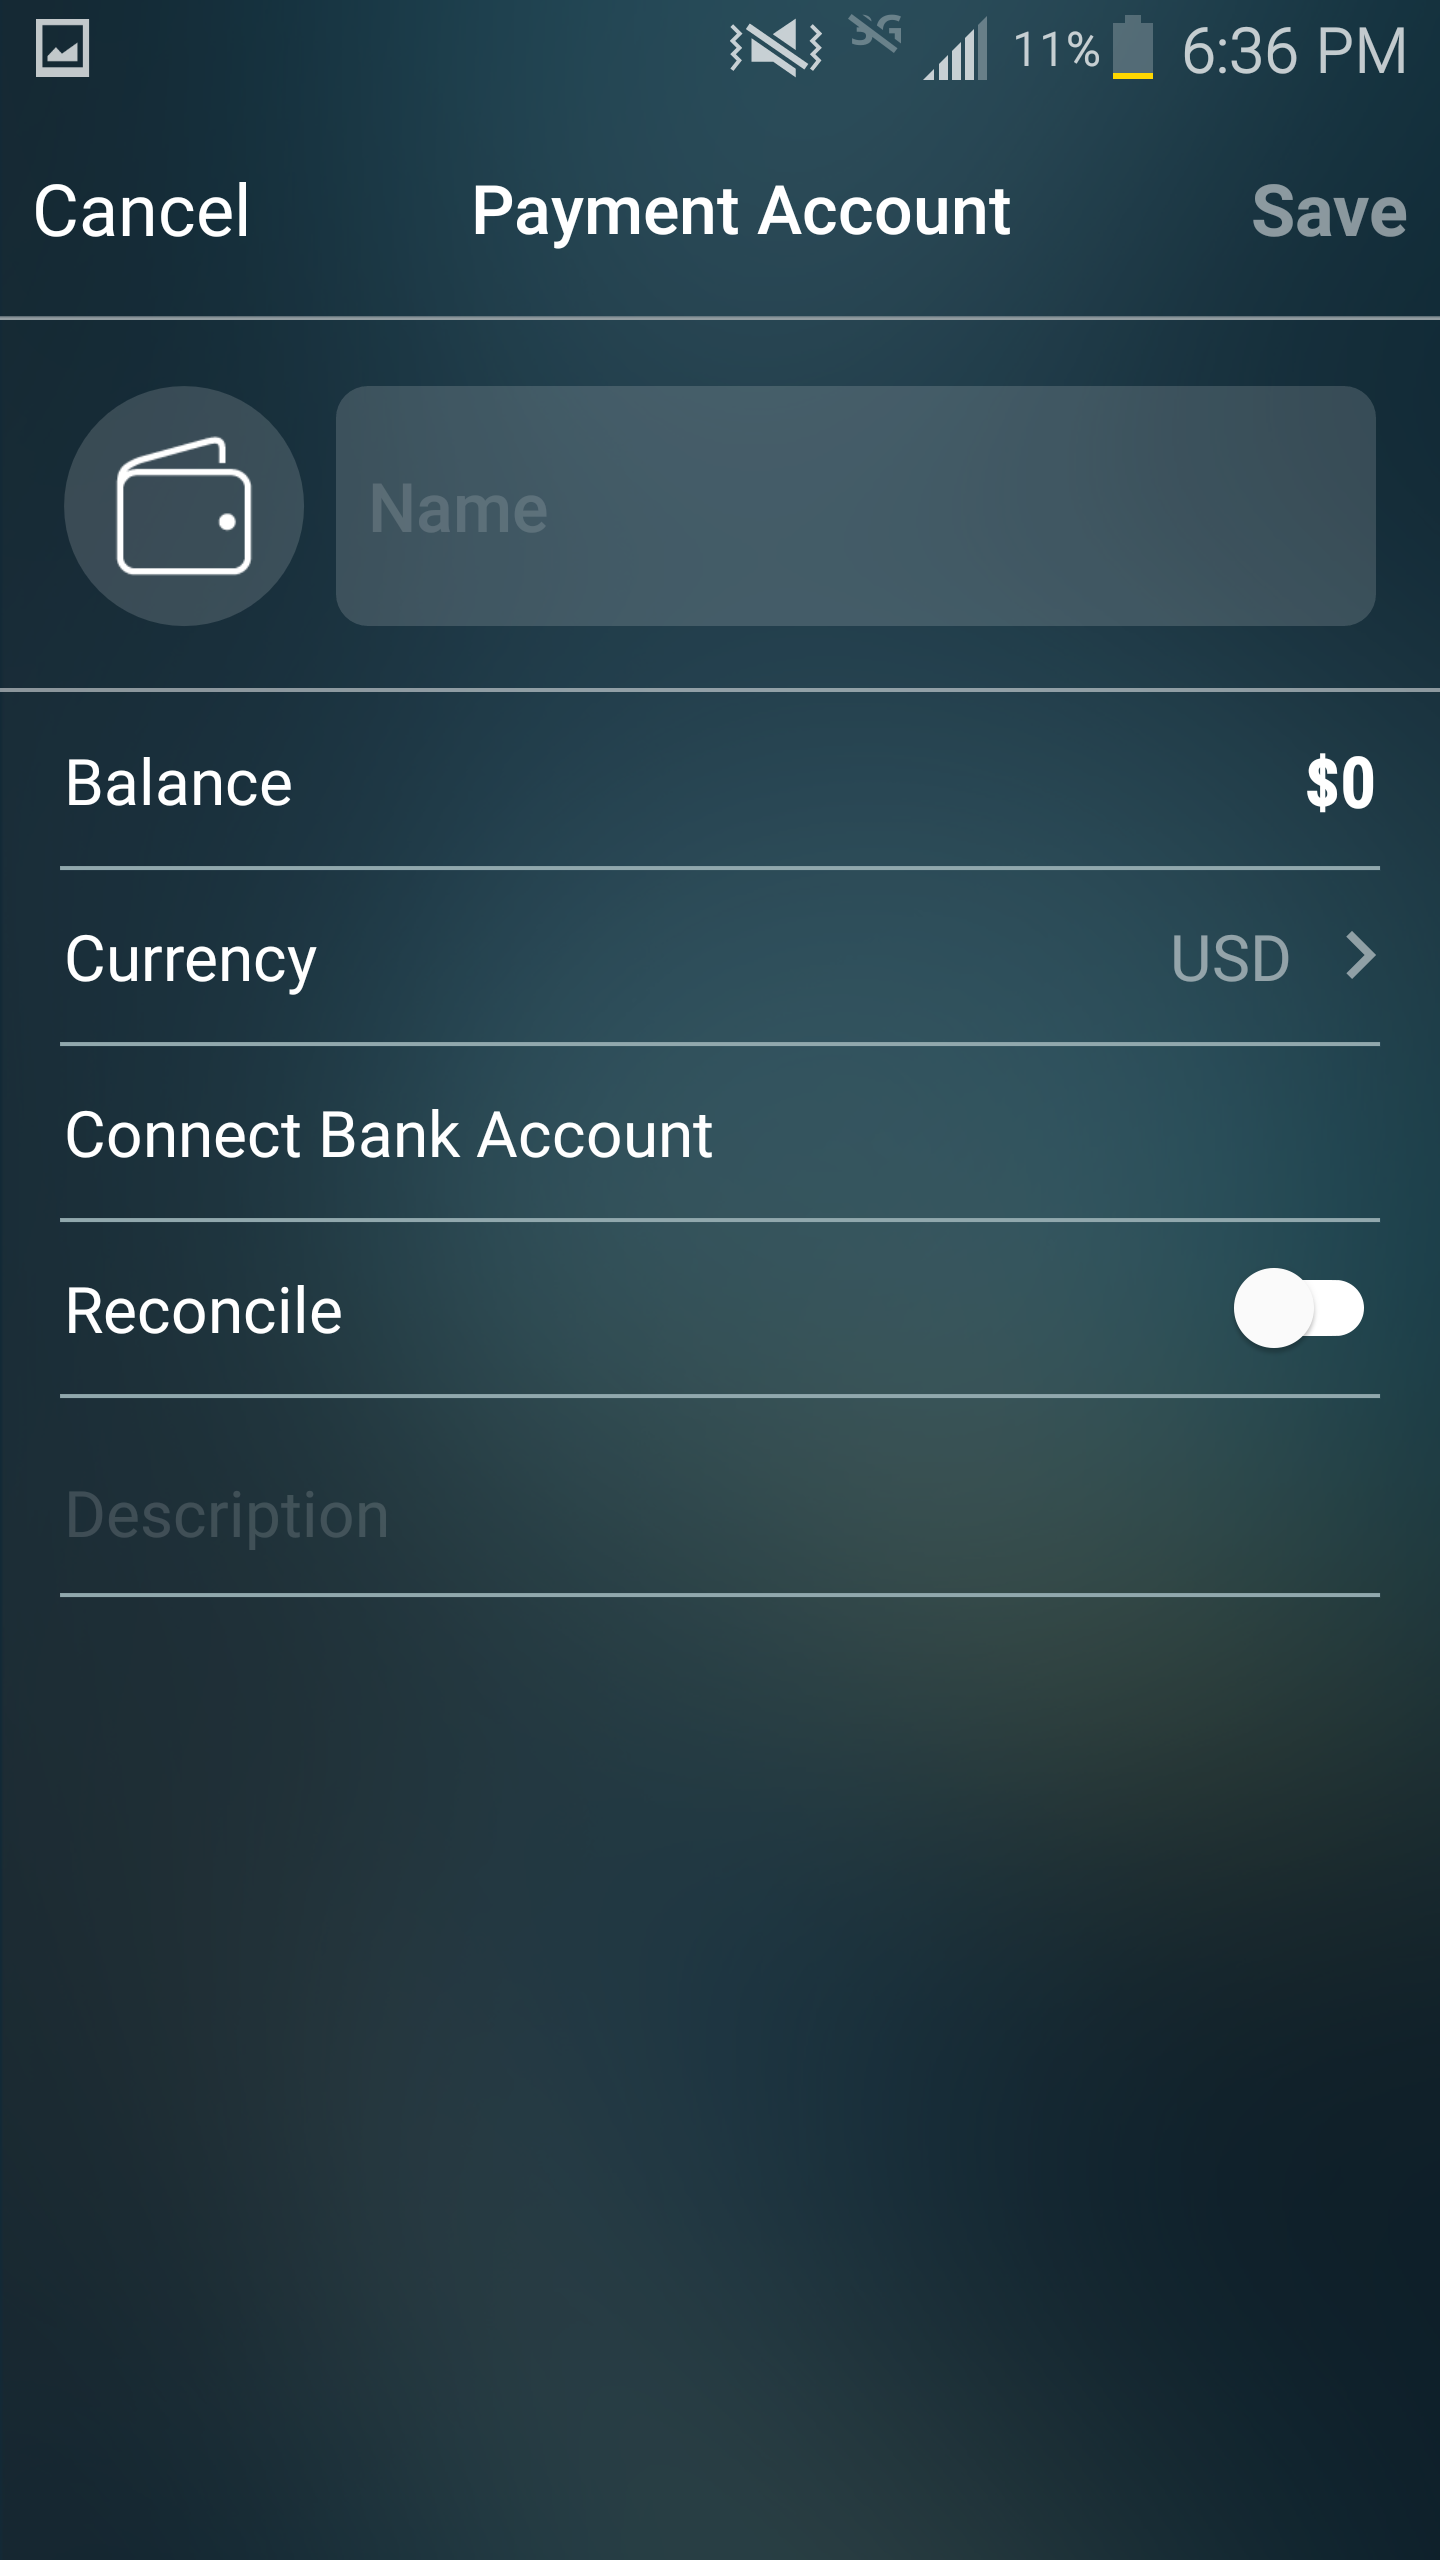 3G 11% 6:36 PM
Cancel Payment Account Save
Name
Balance $0
Currency USD
Connect Bank Account
Reconcile
Description